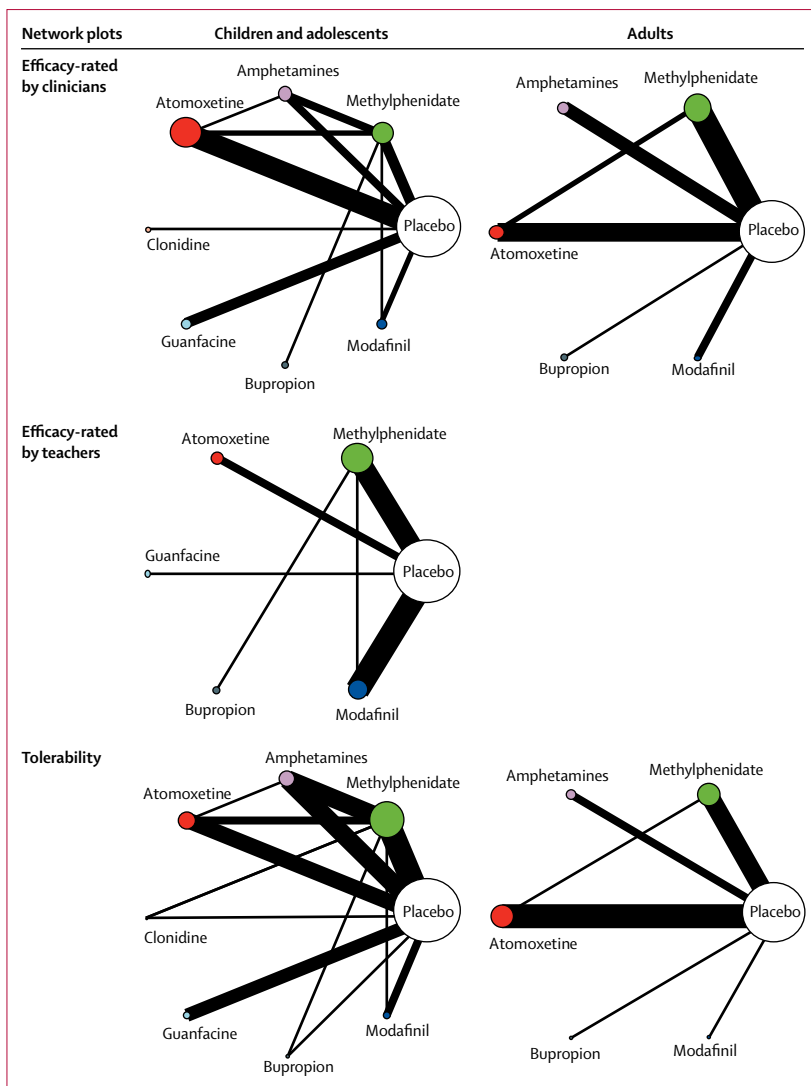 Network plots
Children and adolescents
Adults
Efficacy-rated
by clinicians
Amphetamines
Atomoxetine
Methylphenidate
Placebo
Clonidine
Guanfacine
Modafinil
Bupropion
Methylphenidate
Amphetamines
Placebo
Atomoxetine
Bupropion
Modafinil
Efficacy-rated
by teachers
Atomoxetine
Methylphenidate
Guanfacine
Placebo
Bupropion
Modafinil
Tolerability
Amphetamines
Methylphenidate
Atomoxetine
Placebo
Clonidine
Guanfacine
Modafinil
Bupropion
Methylphenidate
Amphetamines
Placebo
Atomoxetine
Bupropion
Modafinil